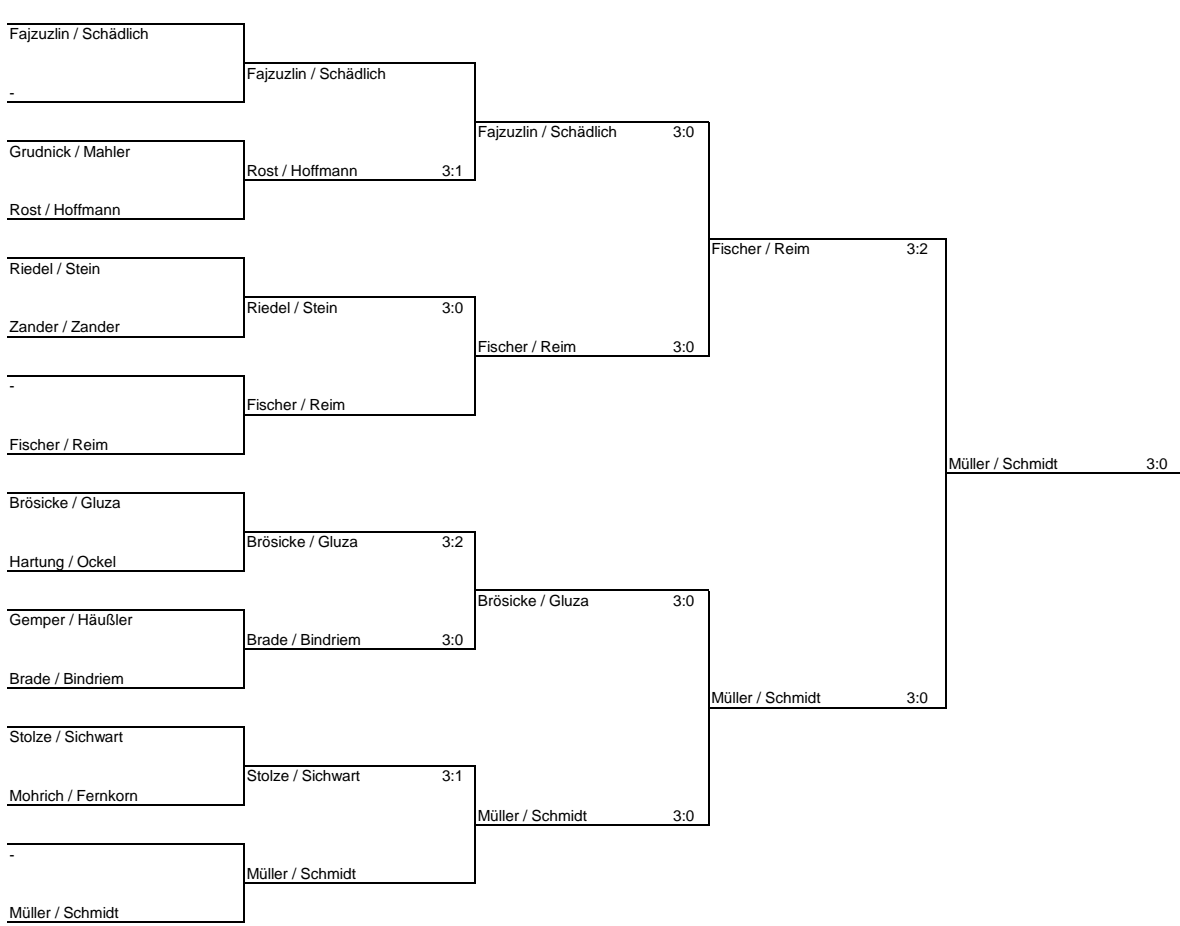 Fajzuzlin / Schädlich
-
Grudnick / Mahler
Rost / Hoffmann
Riedel / Stein
Zander / Zander
-
Fischer / Reim
Brösicke / Gluza
Hartung / Ockel
Gemper / Häußler
Brade / Bindriem
Stolze / Sichwart
Mohrich / Fernkorn
-
Müller / Schmidt
Fajzuzlin / Schädlich
Rost / Hoffmann 3:1
Riedel / Stein 3:0
Fischer / Reim
Brösicke / Gluza 3:2
Brade / Bindriem 3:0
Stolze / Sichwart 3:1
Müller / Schmidt
Fajzuzlin / Schädlich 3:0
Fischer / Reim 3:0
Brösicke / Gluza 3:0
Müller / Schmidt 3:0
Fischer / Reim 3:2
Müller / Schmidt 3:0
Müller / Schmidt 3:0